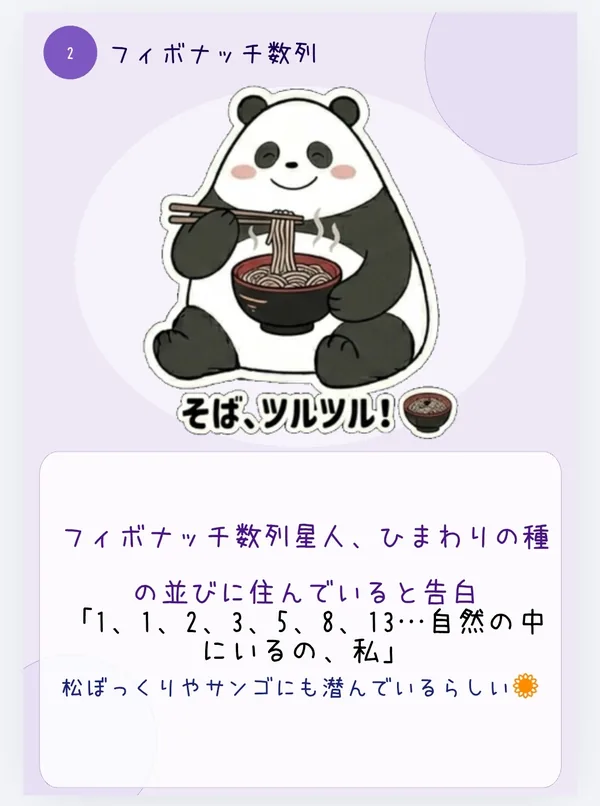 2
フィボナッチ数列
そば、ツルツル!
フィボナッチ数列星人、ひまわりの種
の並びに住んでいると告白
「1、1、2、3、5、8、13…自然の中
にいるの、私」
松ぼっくりやサンゴにも潜んでいるらしい🌻